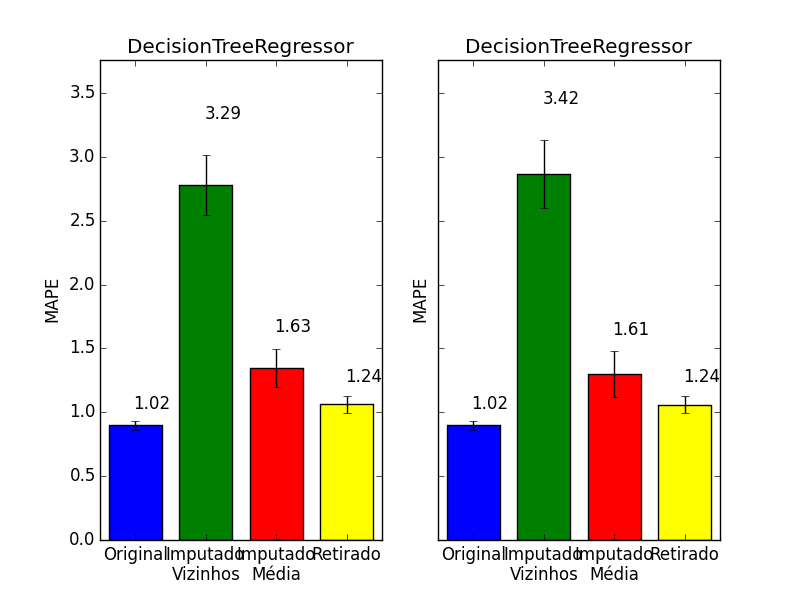 DecisionTreeRegressor
MAPE
3.5
3.0
2.5
2.0
1.5
1.0
0.5
0.0
1.02
3.29
1.63
1.24
Original Imputado Imputado Retirado
Vizinhos Média
DecisionTreeRegressor
MAPE
1.02
3.42
1.61
1.24
Original Imputado Imputado Retirado
Vizinhos Média